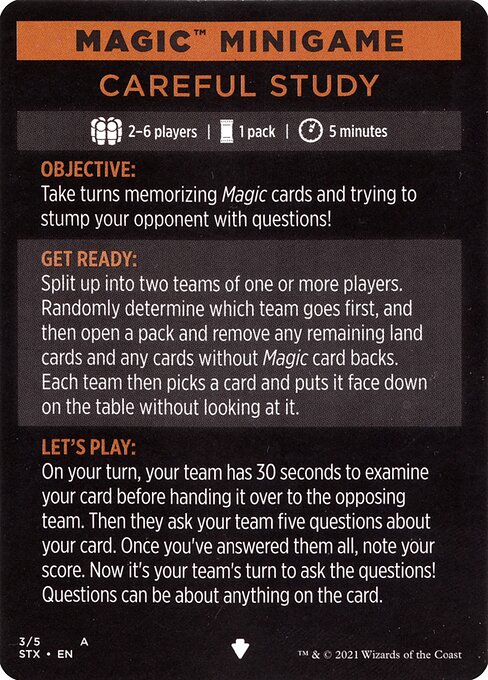 MAGIC™ MINIGAME
CAREFUL STUDY
2–6 players | 1 pack | 5 minutes
OBJECTIVE:
Take turns memorizing Magic cards and trying to
stump your opponent with questions!
GET READY:
Split up into two teams of one or more players.
Randomly determine which team goes first, and
then open a pack and remove any remaining land
cards and any cards without Magic card backs.
Each team then picks a card and puts it face down
on the table without looking at it.
LET'S PLAY:
On your turn, your team has 30 seconds to examine
your card before handing it over to the opposing
team. Then they ask your team five questions about
your card. Once you've answered them all, note your
score. Now it's your team's turn to ask the questions!
Questions can be about anything on the card.
3/5 A
STX • EN
™ & © 2021 Wizards of the Coast